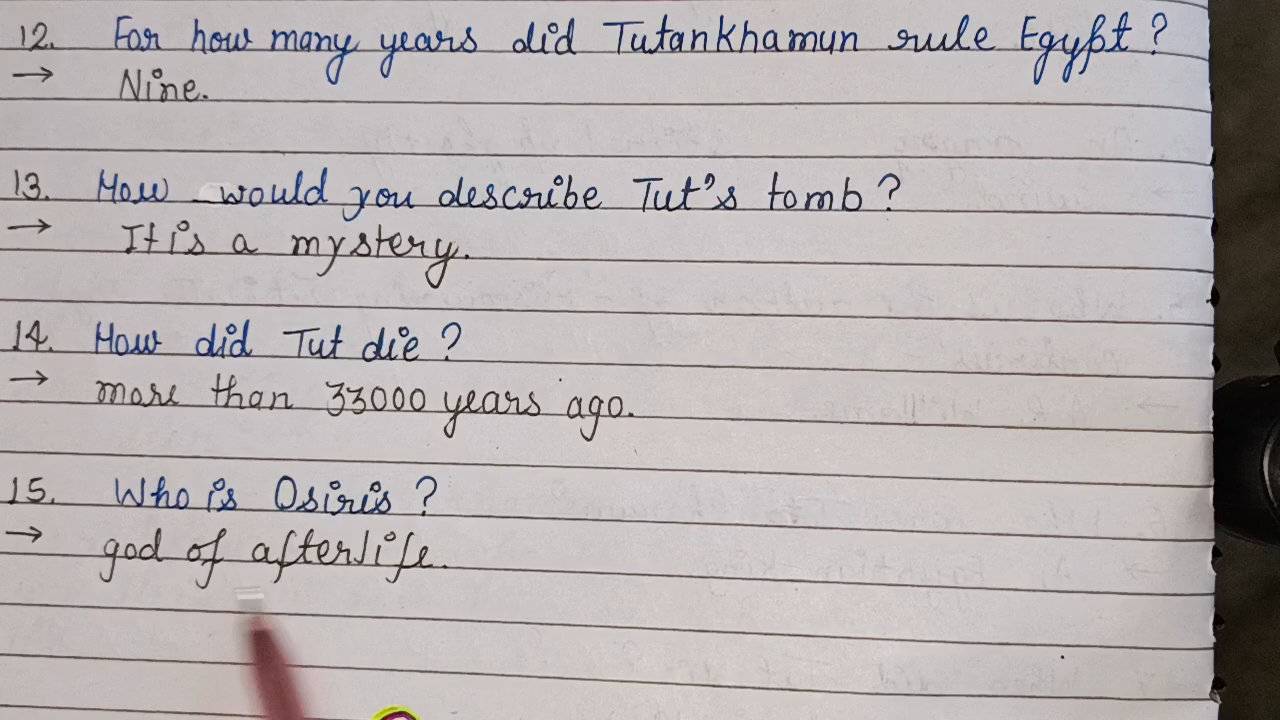 12. For how many years did Tutankhamun rule Egypt?
→ Nine.
13. How would you describe Tut's tomb?
→ It is a mystery.
14. How did Tut die?
→ more than 33000 years ago.
15. Who is Osiris?
→ god of afterlife.